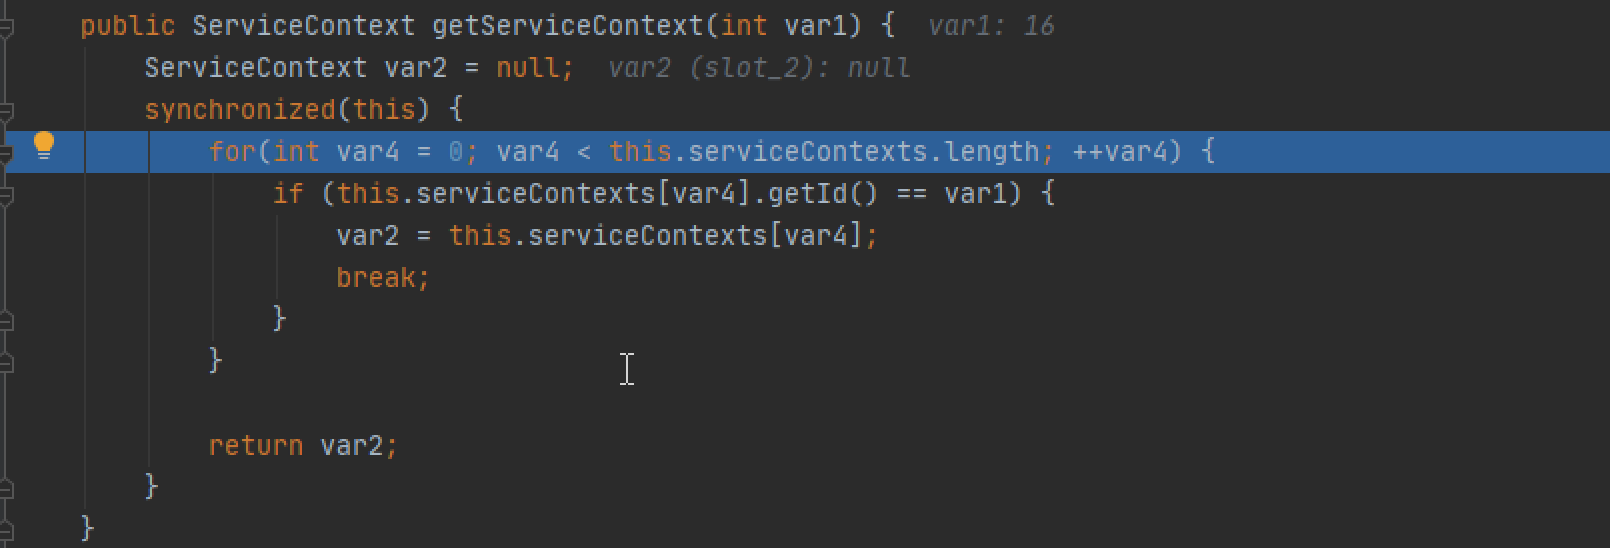 public ServiceContext getServiceContext(int var1) {  var1: 16
    ServiceContext var2 = null;  var2 (slot_2): null
    synchronized(this) {
        for(int var4 = 0; var4 < this.serviceContexts.length; ++var4) {
            if (this.serviceContexts[var4].getId() == var1) {
                var2 = this.serviceContexts[var4];
                break;
            }
        }
        return var2;
    }
}